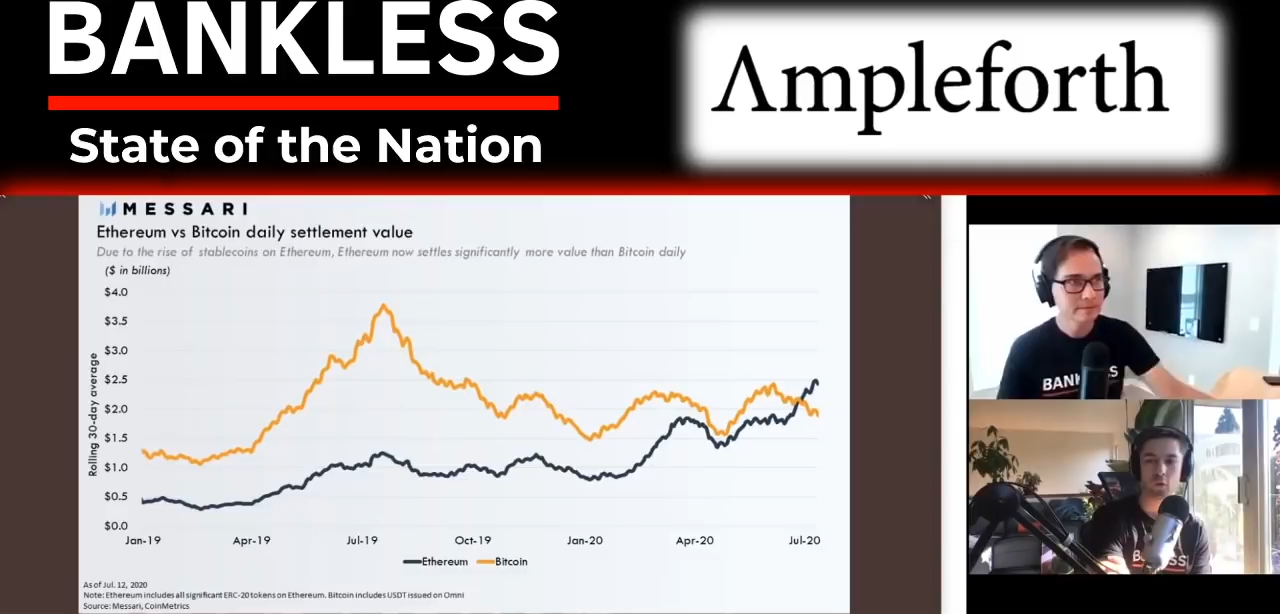 BANKLESS
State of the Nation
Λmpleforth
MESSARI
Ethereum vs Bitcoin daily settlement value
Due to the rise of stablecoins on Ethereum, Ethereum now settles significantly more value than Bitcoin daily
($ in billions)
$4.0
$3.5
$3.0
$2.5
$2.0
$1.5
$1.0
$0.5
$0.0
Rolling 30-day average
Jan-19 Apr-19 Jul-19 Oct-19 Jan-20 Apr-20 Jul-20
Ethereum Bitcoin
As of Jul. 12, 2020
Note: Ethereum includes all significant ERC-20 tokens on Ethereum. Bitcoin includes USDT issued on Omni
Source: Messari, CoinMetrics